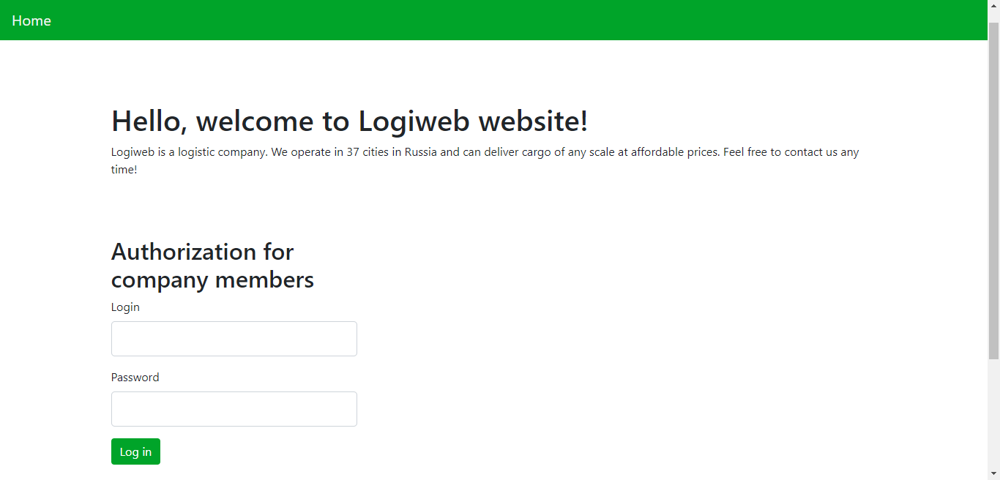 Home
Hello, welcome to Logiweb website!
Logiweb is a logistic company. We operate in 37 cities in Russia and can deliver cargo of any scale at affordable prices. Feel free to contact us any
time!
Authorization for
company members
Login
Password
Log in